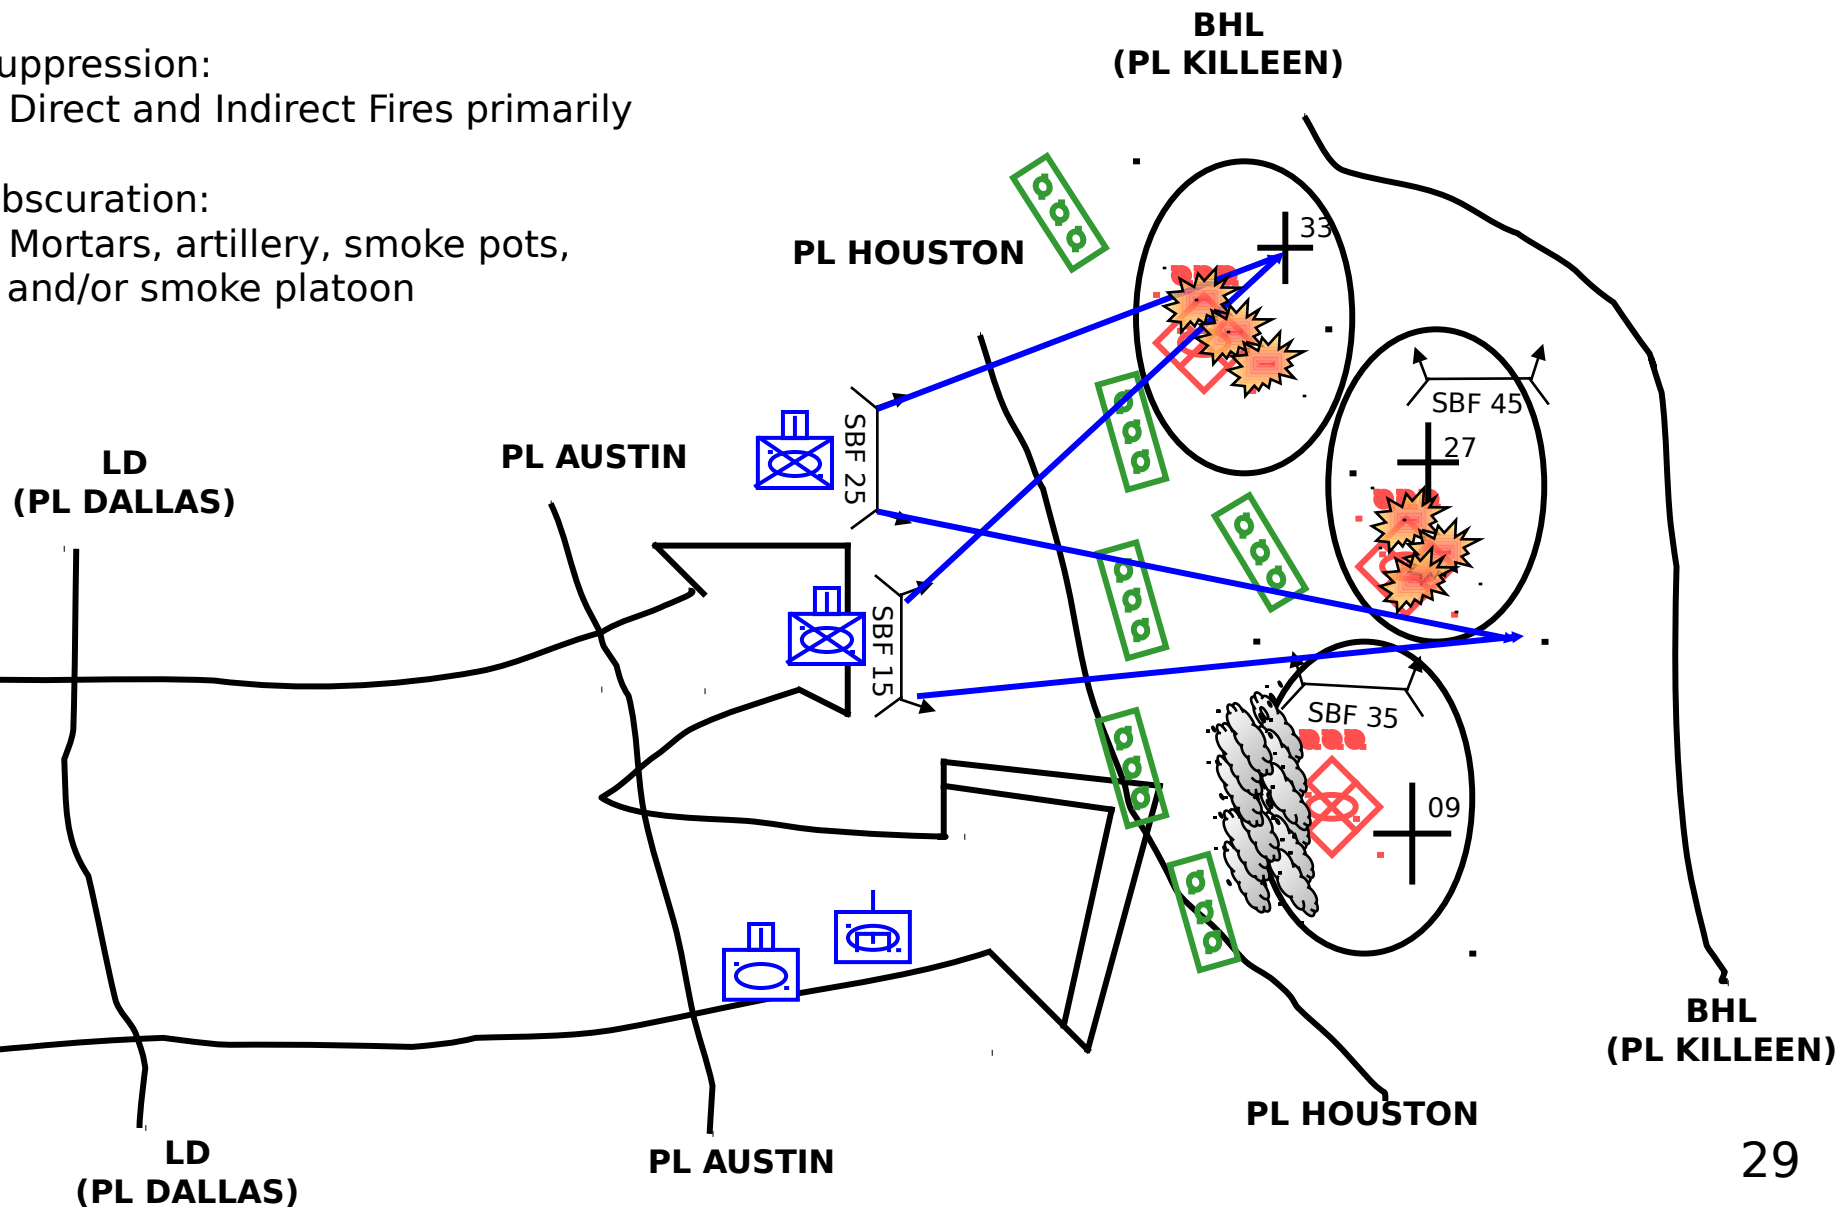 BHL
(PL KILLEEN)
uppression:
Direct and Indirect Fires primarily
bscuration:
Mortars, artillery, smoke pots,
and/or smoke platoon
PL HOUSTON
33
SBF 45
27
SBF 25
PL AUSTIN
LD
(PL DALLAS)
SBF 15
SBF 35
09
BHL
(PL KILLEEN)
PL HOUSTON
PL AUSTIN
LD
(PL DALLAS)
29